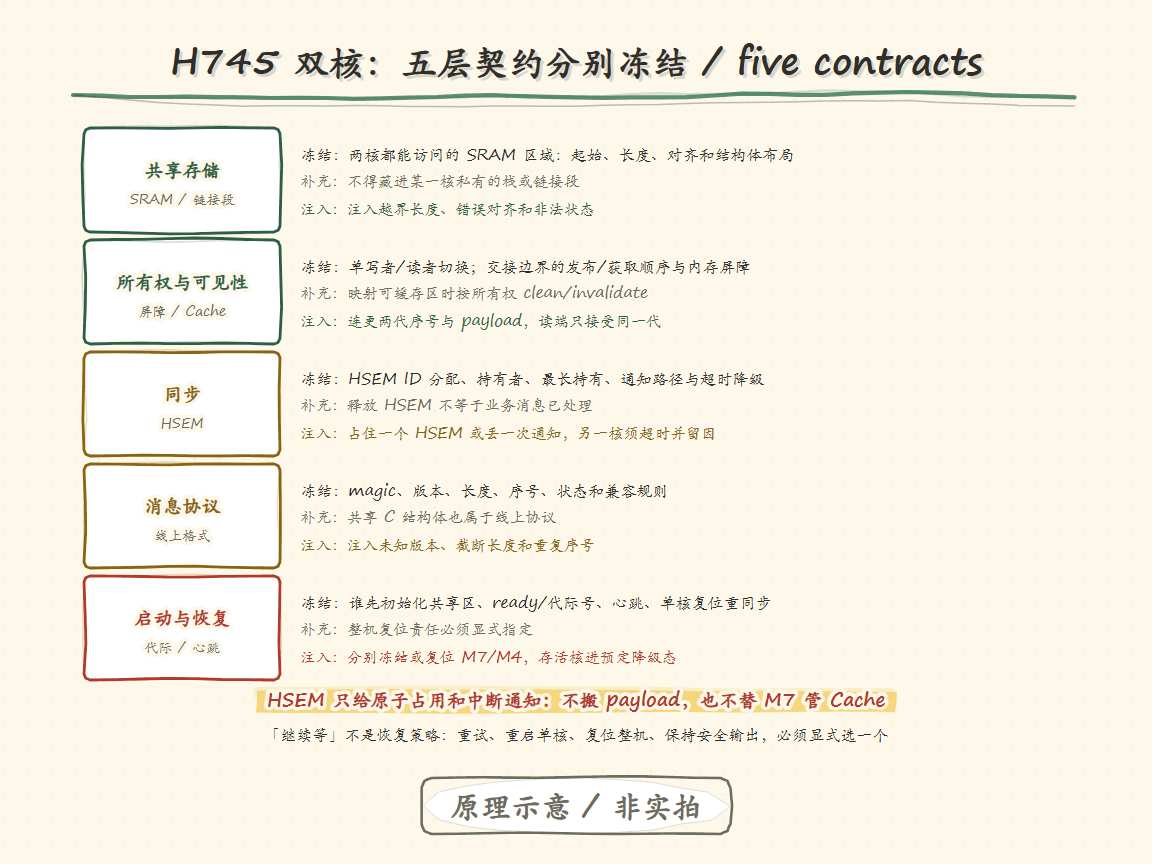 H745 双核：五层契约分别冻结 / five contracts
共享存储
SRAM / 链接段
冻结：两核都能访问的 SRAM 区域：起始、长度、对齐和结构体布局
补充：不得藏进某一核私有的栈或链接段
注入：注入越界长度、错误对齐和非法状态
所有权与可见性
屏障 / Cache
冻结：单写者/读者切换；交接边界的发布/获取顺序与内存屏障
补充：映射可缓存区时按所有权 clean/invalidate
注入：连更两代序号与 payload，读端只接受同一代
同步
HSEM
冻结：HSEM ID 分配、持有者、最长持有、通知路径与超时降级
补充：释放 HSEM 不等于业务消息已处理
注入：占住一个 HSEM 或丢一次通知，另一核须超时并留因
消息协议
线上格式
冻结：magic、版本、长度、序号、状态和兼容规则
补充：共享 C 结构体也属于线上协议
注入：注入未知版本、截断长度和重复序号
启动与恢复
代际 / 心跳
冻结：谁先初始化共享区、ready/代际号、心跳、单核复位重同步
补充：整机复位责任必须显式指定
注入：分别冻结或复位 M7/M4，存活核进预定降级态
HSEM 只给原子占用和中断通知：不搬 payload，也不替 M7 管 Cache
「继续等」不是恢复策略：重试、重启单核、复位整机、保持安全输出，必须显式选一个
原理示意 / 非实拍